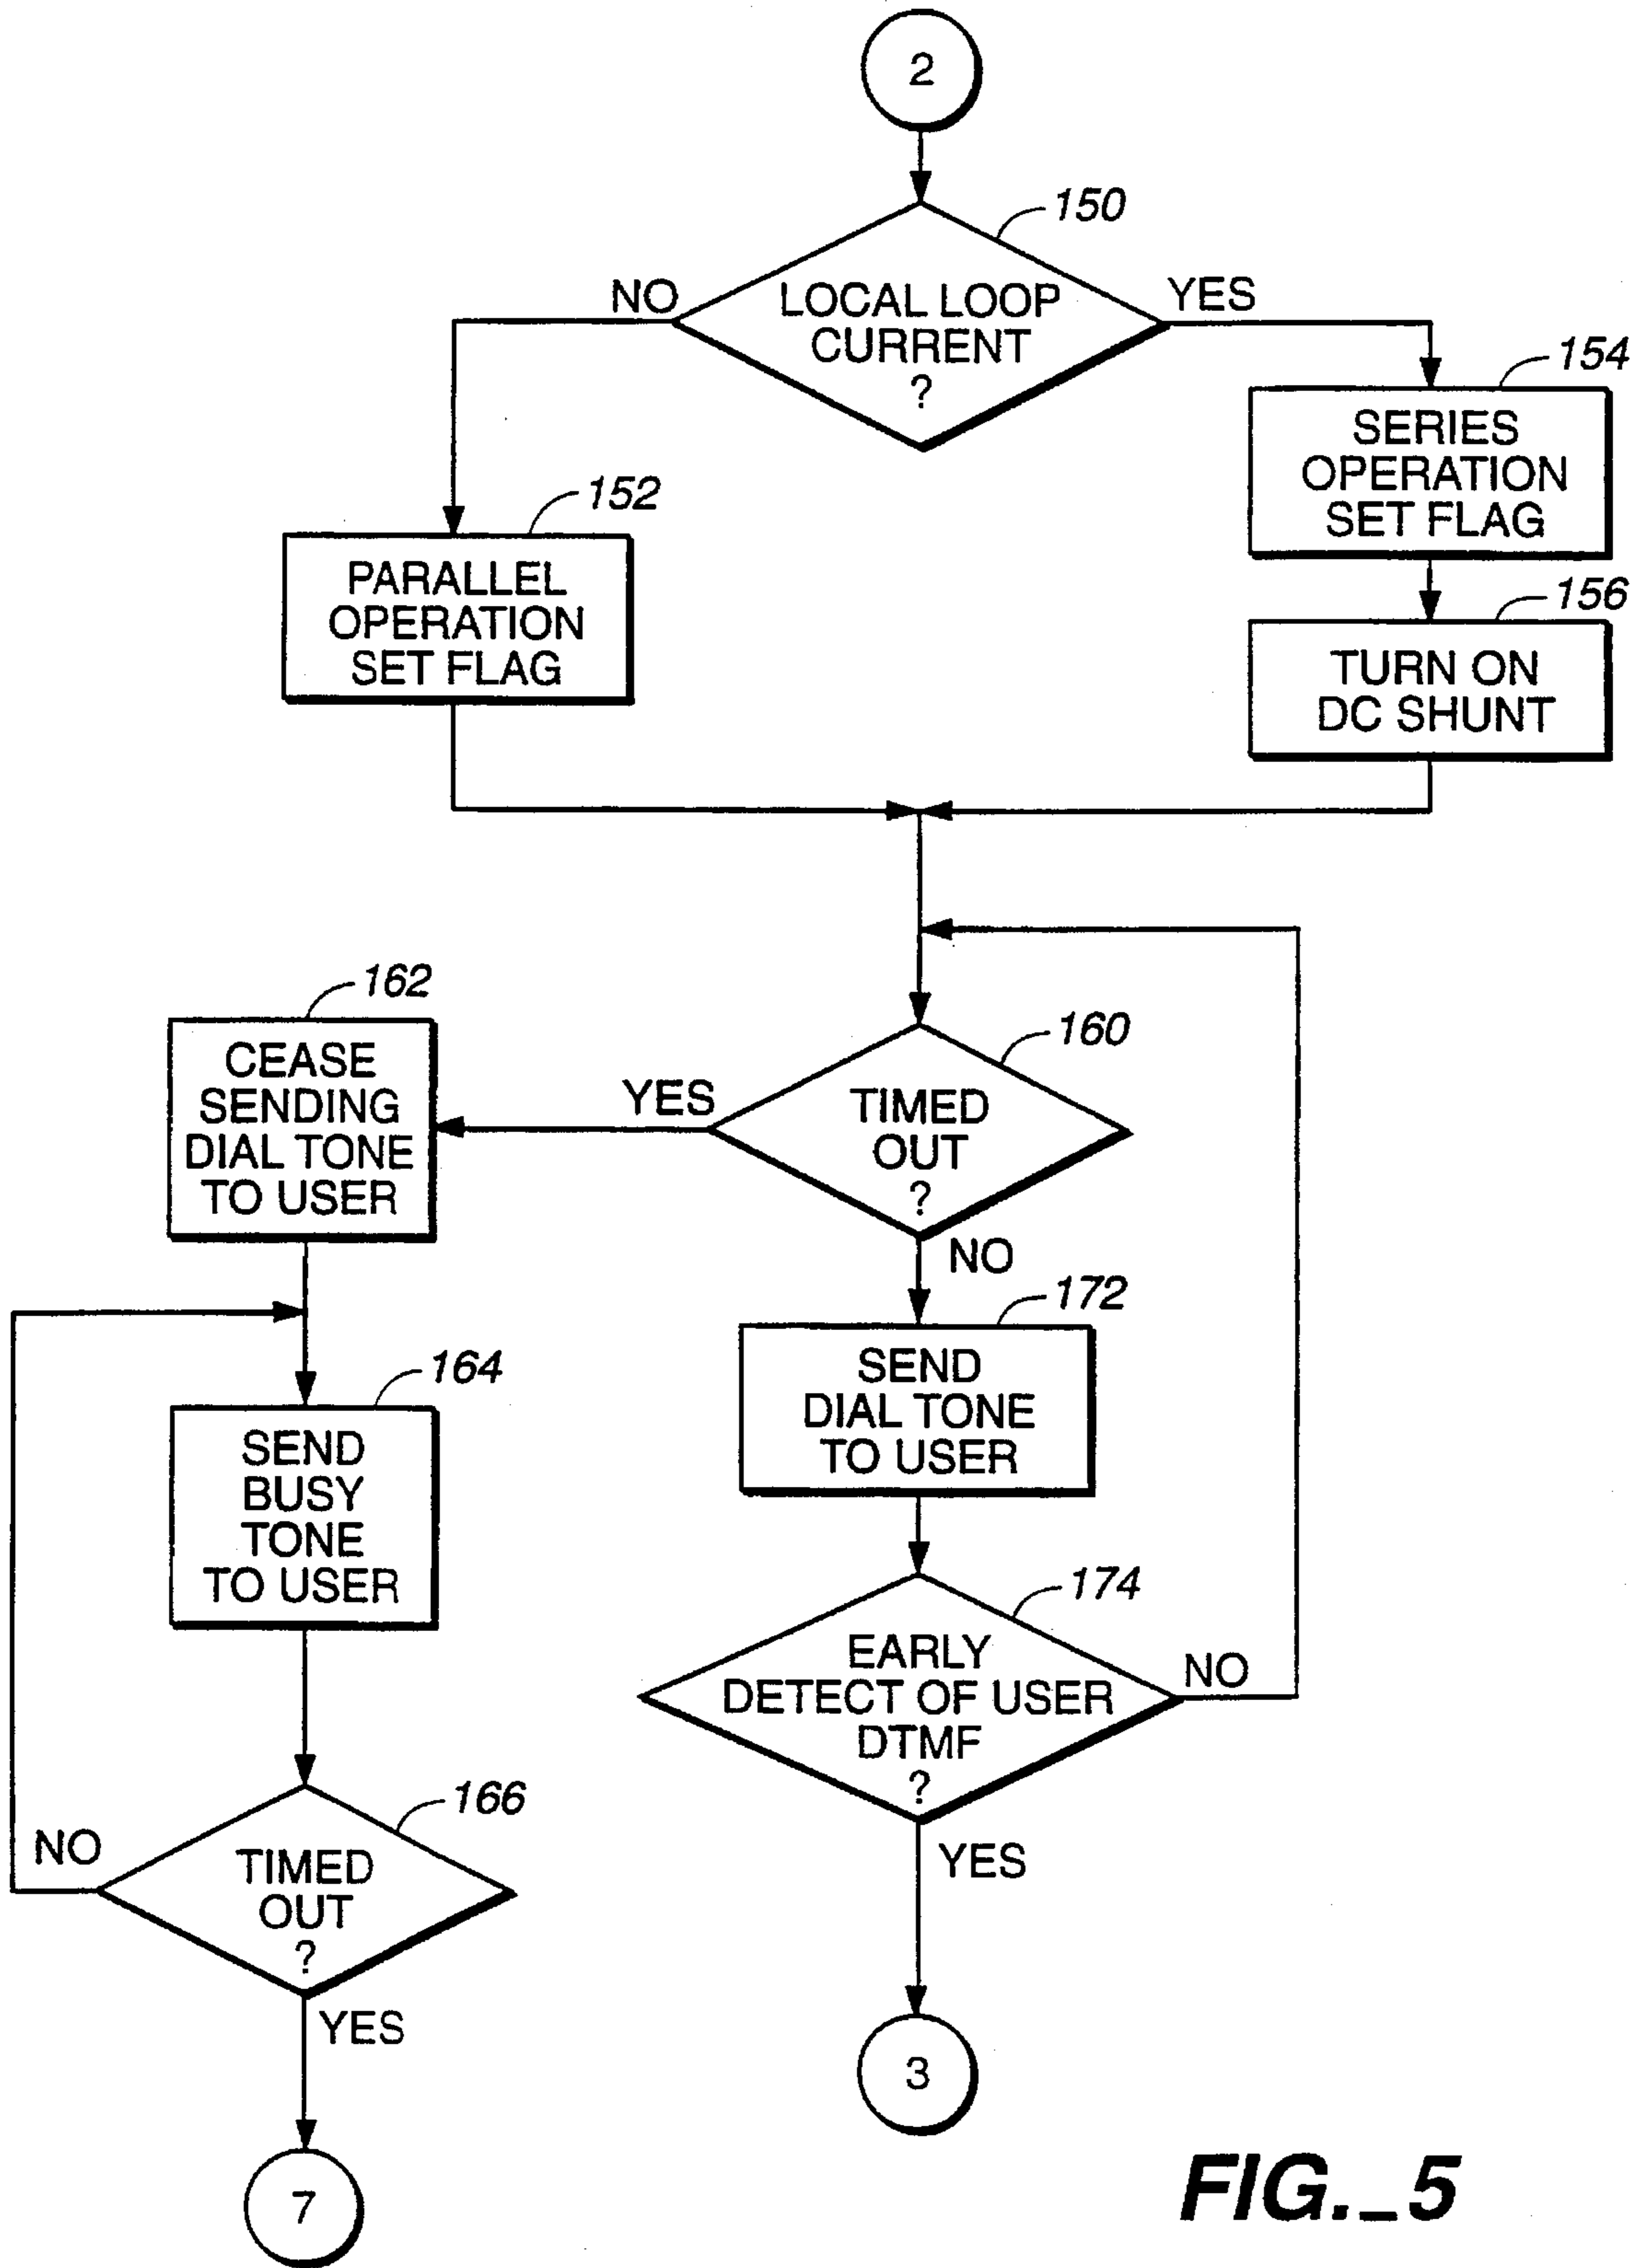 2
150
LOCAL LOOP
CURRENT
?
NO
YES
154
SERIES
OPERATION
SET FLAG
152
PARALLEL
OPERATION
SET FLAG
156
TURN ON
DC SHUNT
162
CEASE
SENDING
DIAL TONE
TO USER
160
TIMED
OUT
?
YES
NO
172
SEND
DIAL TONE
TO USER
164
SEND
BUSY
TONE
TO USER
174
EARLY
DETECT OF USER
DTMF
?
NO
YES
166
TIMED
OUT
?
NO
YES
3
7
FIG._5